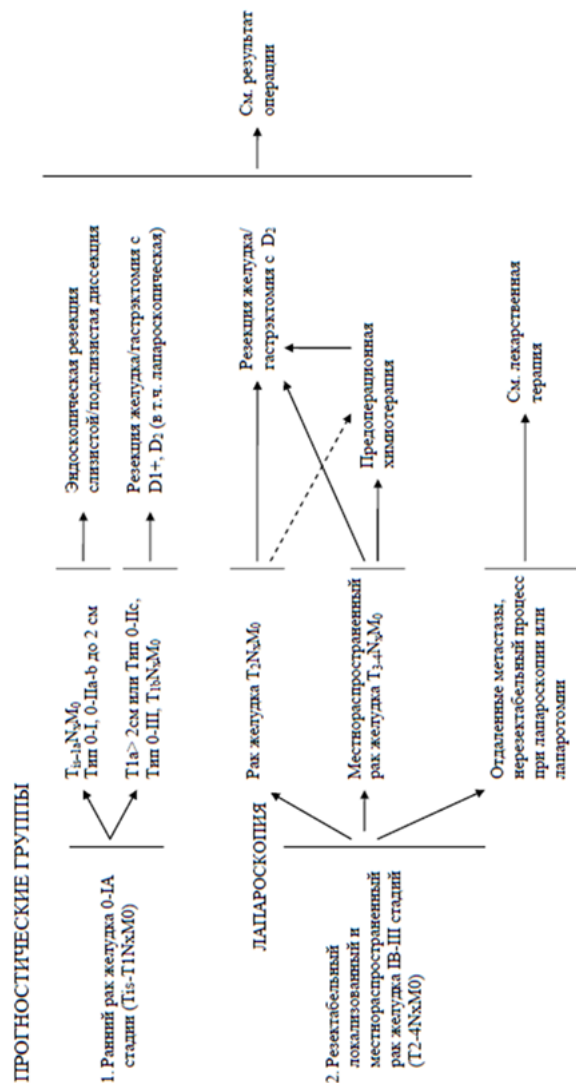 ПРОГНОСТИЧЕСКИЕ ГРУППЫ
1. Ранний рак желудка 0-IA
стадии (Tis-T1NxM0)
Tis-1aNxM0
Тип 0-I, 0-IIa-b до 2 см
Эндоскопическая резекция
слизистой/подслизистая диссекция
T1a> 2см или Тип 0-IIc,
Тип 0-III, T1bNxM0
Резекция желудка/гастрэктомия с
D1+, D2 (в т.ч. лапароскопическая)
ЛАПАРОСКОПИЯ
2. Резектабельный
локализованный и
местнораспространенный
рак желудка IB-III стадий
(T2-4NxM0)
Рак желудка T2NxM0
Резекция желудка/
гастрэктомия с D2
Местнораспространенный
рак желудка T3-4NxM0
Предоперационная
химиотерапия
Отдаленные метастазы,
нерезектабельный процесс
при лапароскопии или
лапаротомии
См. лекарственная
терапия
См. результат
операции